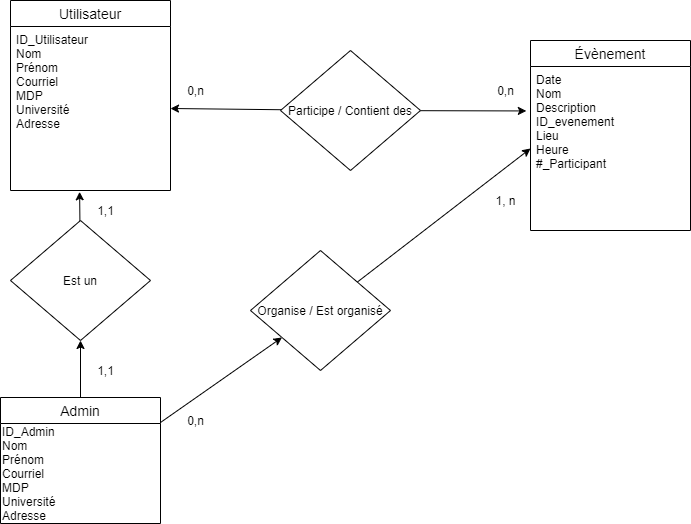 Utilisateur
ID_Utilisateur
Nom
Prénom
Courriel
MDP
Université
Adresse
0,n
Participe / Contient des
0,n
Évènement
Date
Nom
Description
ID_evenement
Lieu
Heure
#_Participant
1,1
Est un
1,1
1, n
Organise / Est organisé
0,n
Admin
ID_Admin
Nom
Prénom
Courriel
MDP
Université
Adresse